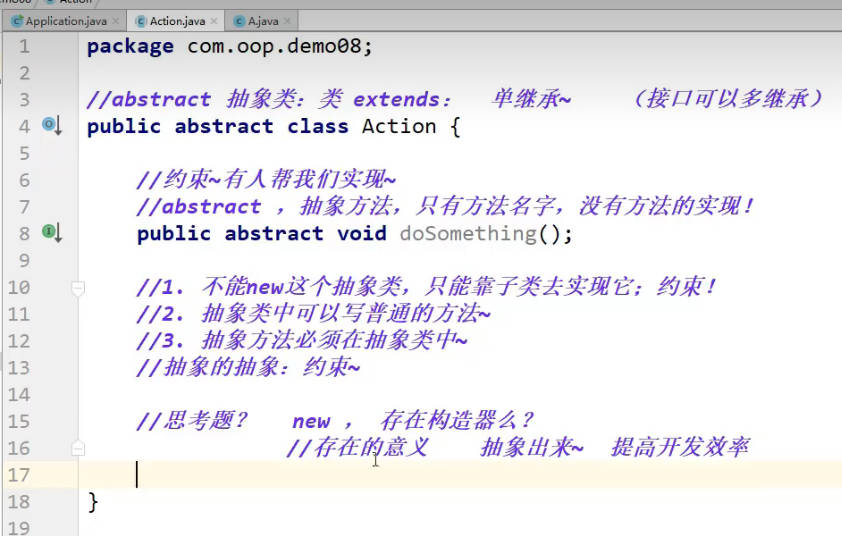 Action
Application.java
Action.java
A.java
1 package com.oop.demo08;
2
3 //abstract 抽象类：类 extends： 单继承~ （接口可以多继承）
4 public abstract class Action {
5
6 //约束~有人帮我们实现~
7 //abstract ，抽象方法，只有方法名字，没有方法的实现！
8 public abstract void doSomething();
9
10 //1. 不能new这个抽象类，只能靠子类去实现它；约束！
11 //2. 抽象类中可以写普通的方法~
12 //3. 抽象方法必须在抽象类中~
13 //抽象的抽象：约束~
14
15 //思考题？ new ， 存在构造器么？
16 //存在的意义 抽象出来~ 提高开发效率
17
18 }
19